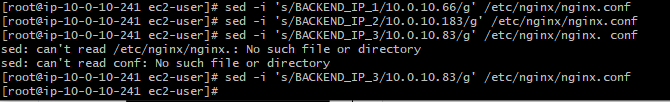 [root@ip-10-0-10-241 ec2-user]# sed -i 's/BACKEND_IP_1/10.0.10.66/g' /etc/nginx/nginx.conf
[root@ip-10-0-10-241 ec2-user]# sed -i 's/BACKEND_IP_2/10.0.10.183/g' /etc/nginx/nginx.conf
[root@ip-10-0-10-241 ec2-user]# sed -i 's/BACKEND_IP_3/10.0.10.83/g' /etc/nginx/nginx. conf
sed: can't read /etc/nginx/nginx.: No such file or directory
sed: can't read conf: No such file or directory
[root@ip-10-0-10-241 ec2-user]# sed -i 's/BACKEND_IP_3/10.0.10.83/g' /etc/nginx/nginx.conf
[root@ip-10-0-10-241 ec2-user]#